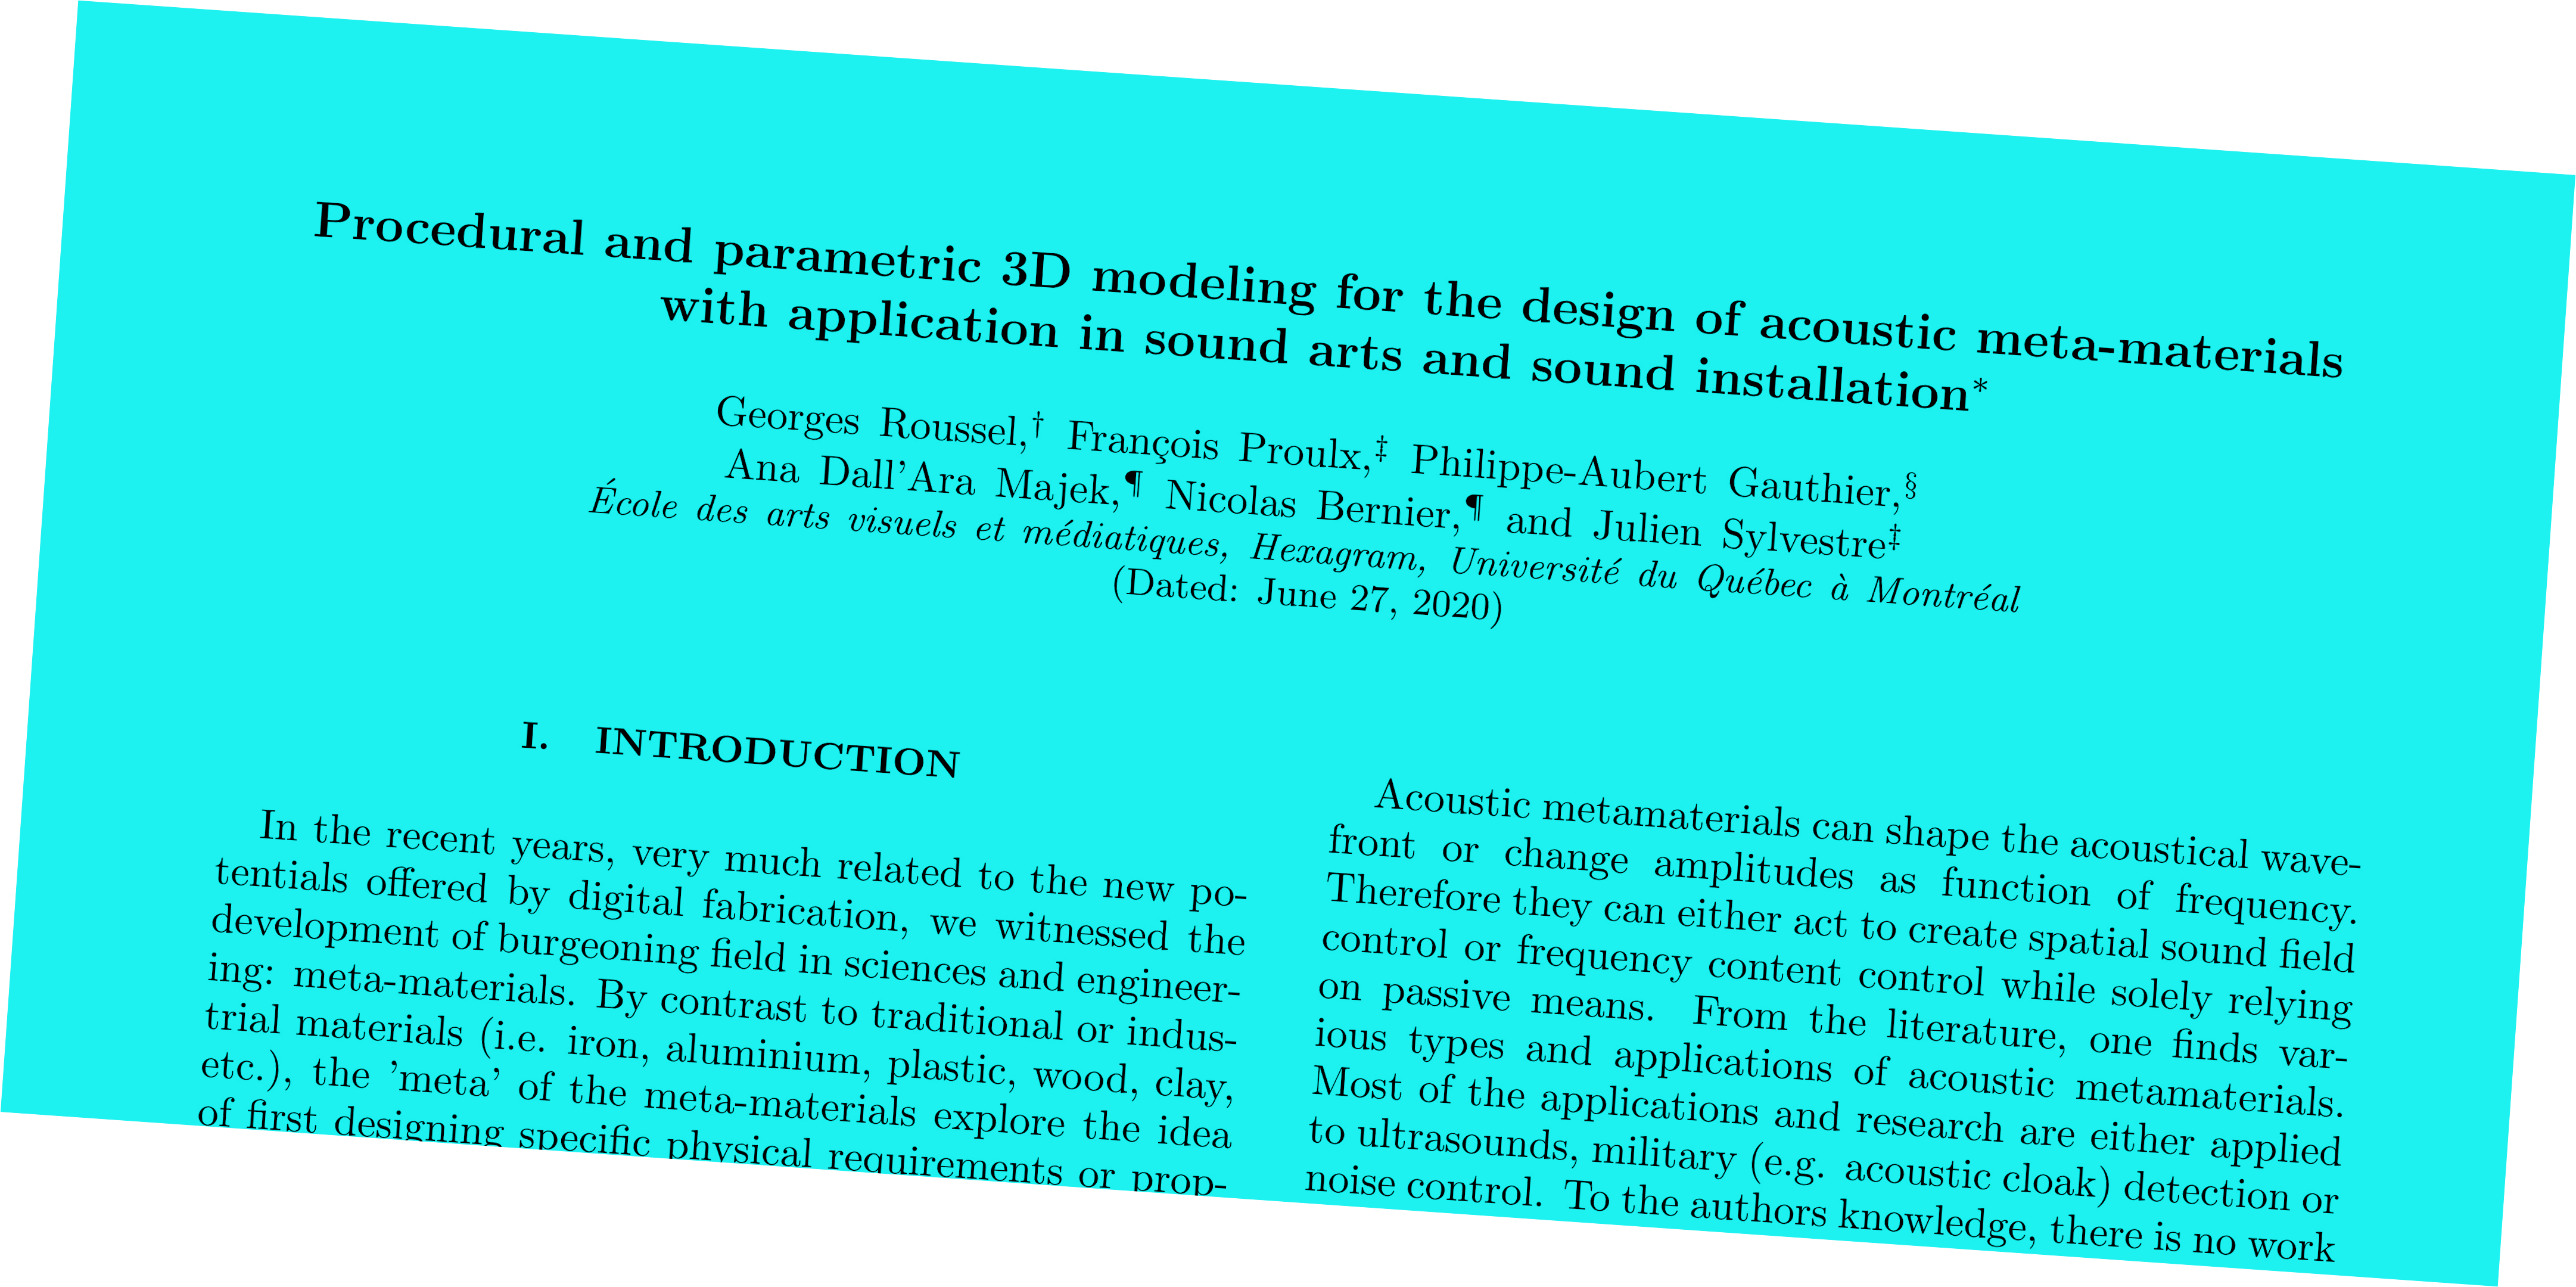 Procedural and parametric 3D modeling for the design of acoustic meta-materials
with application in sound arts and sound installation*
Georges Roussel,† François Proulx,‡ Philippe-Aubert Gauthier,§
Ana Dall'Ara Majek,¶ Nicolas Bernier,¶ and Julien Sylvestre‡
École des arts visuels et médiatiques, Hexagram, Université du Québec à Montréal
(Dated: June 27, 2020)
I. INTRODUCTION
In the recent years, very much related to the new po-
tentials offered by digital fabrication, we witnessed the
development of burgeoning field in sciences and engineer-
ing: meta-materials. By contrast to traditional or indus-
trial materials (i.e. iron, aluminium, plastic, wood, clay,
etc.), the 'meta' of the meta-materials explore the idea
of first designing specific physical requirements or prop-
Acoustic metamaterials can shape the acoustical wave-
front or change amplitudes as function of frequency.
Therefore they can either act to create spatial sound field
control or frequency content control while solely relying
on passive means. From the literature, one finds var-
ious types and applications of acoustic metamaterials.
Most of the applications and research are either applied
to ultrasounds, military (e.g. acoustic cloak) detection or
noise control. To the authors knowledge, there is no work